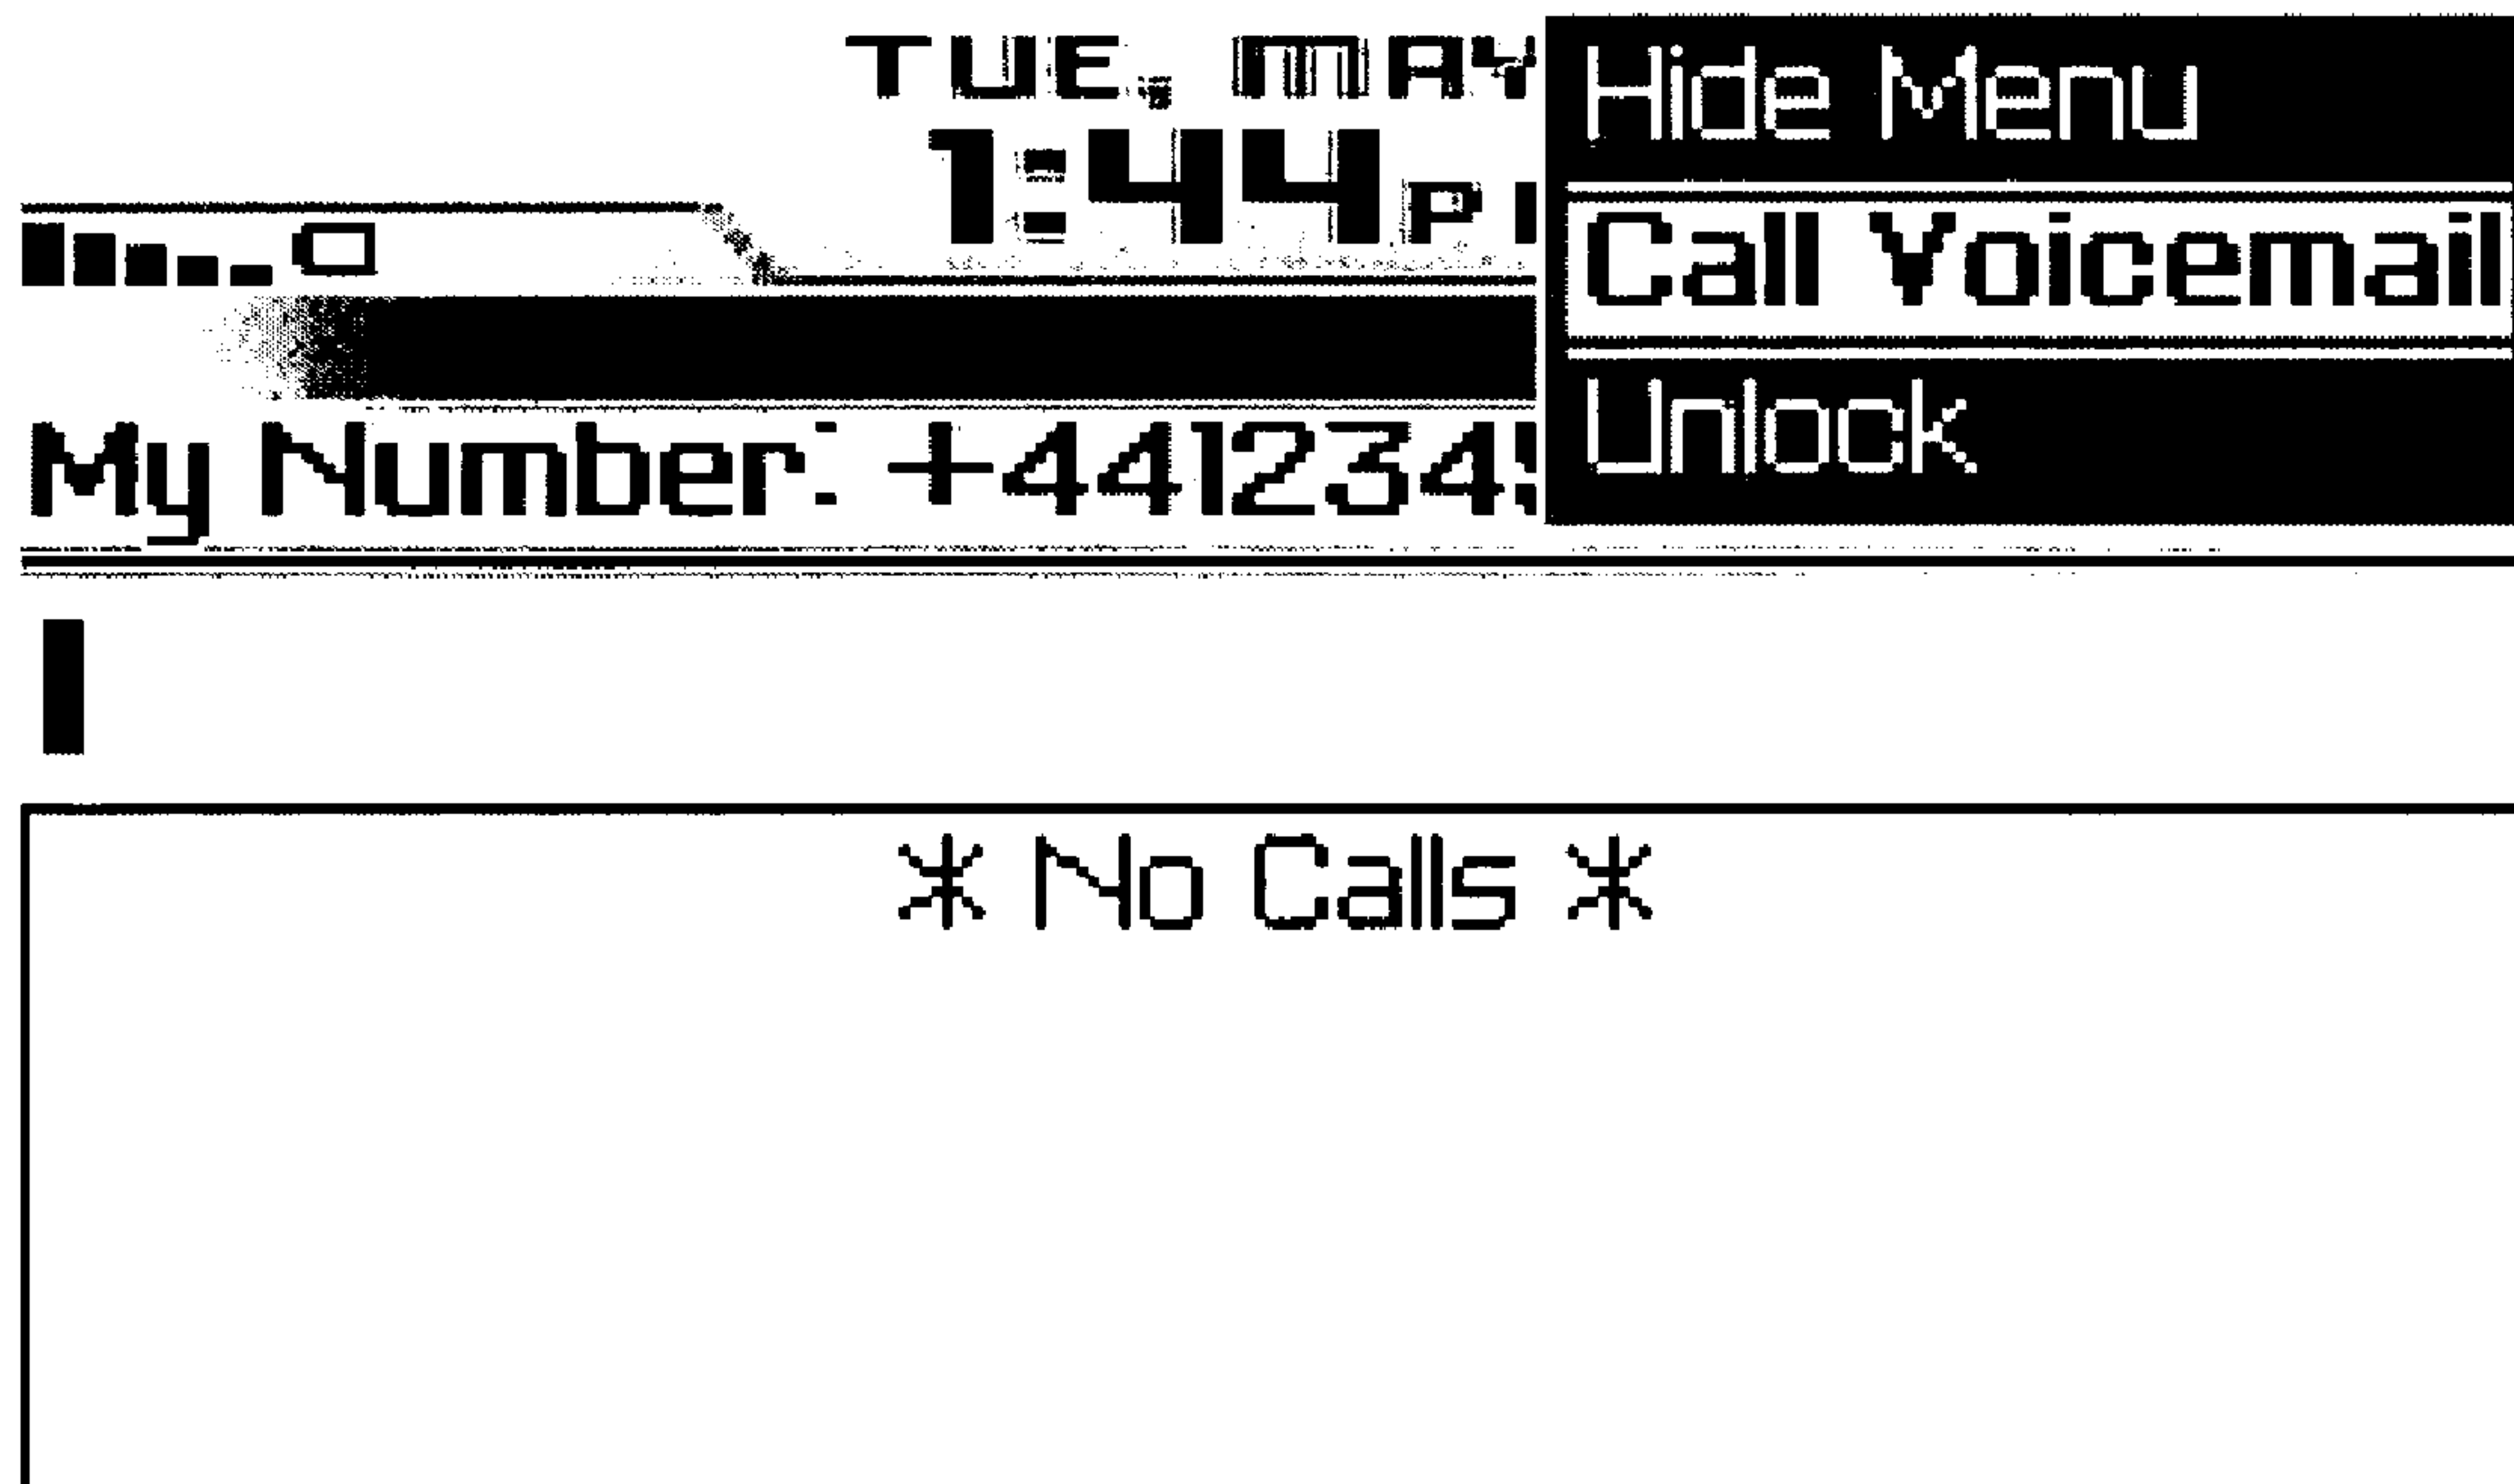 TUE, MAY
1:44
Hide Menu
Call Voicemail
Unlock
My Number: +441234
* No Calls *